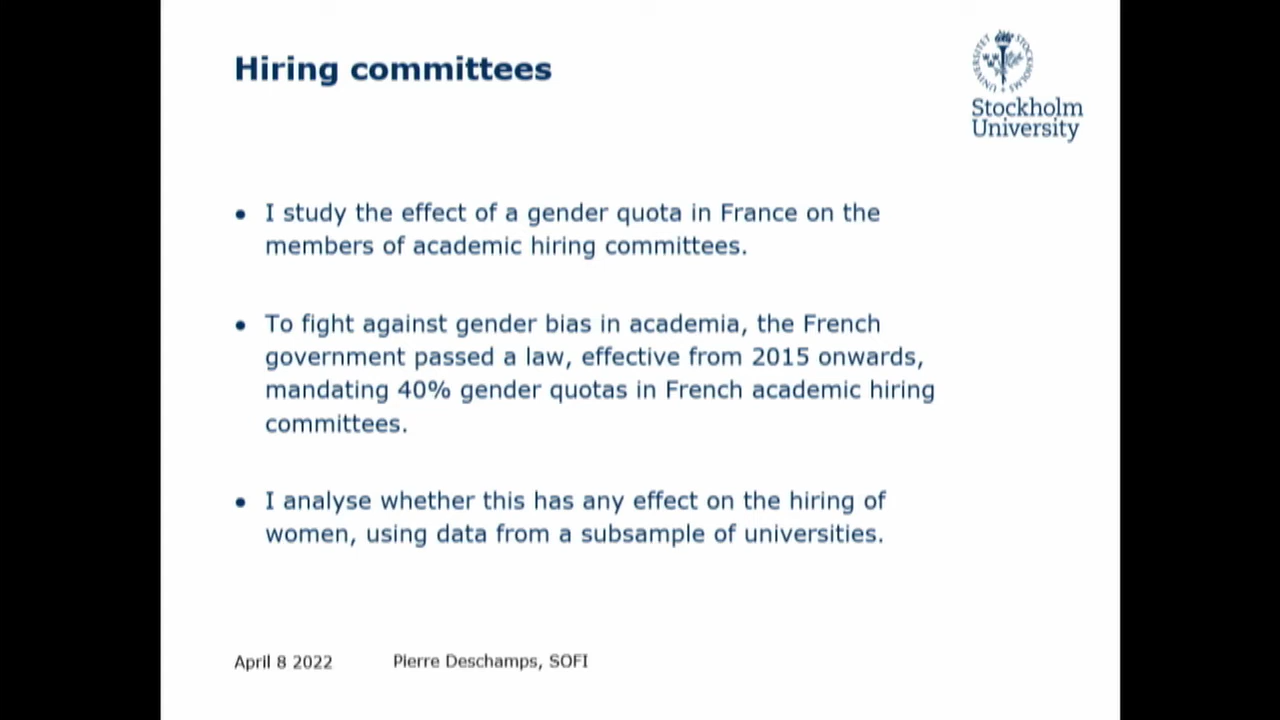 Hiring committees
UNIVERSITET STOCKHOLMS
Stockholm
University
• I study the effect of a gender quota in France on the
members of academic hiring committees.
• To fight against gender bias in academia, the French
government passed a law, effective from 2015 onwards,
mandating 40% gender quotas in French academic hiring
committees.
• I analyse whether this has any effect on the hiring of
women, using data from a subsample of universities.
April 8 2022 Pierre Deschamps, SOFI